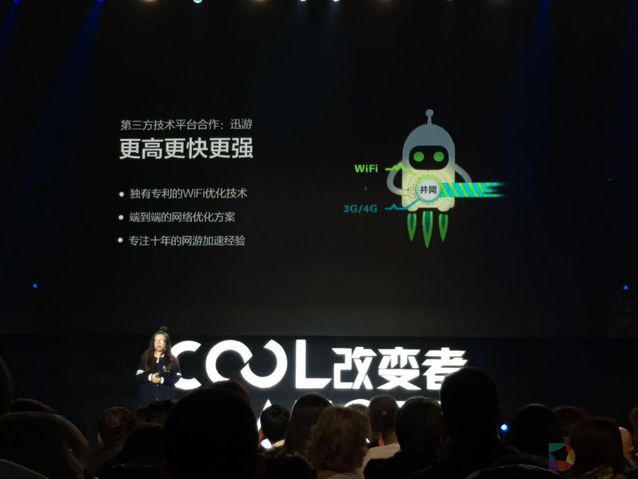 第三方技术平台合作：迅游
更高更快更强
独有专利的WiFi优化技术
端到端的网络优化方案
专注十年的网游加速经验
WiFi
+
3G/4G
并网
COOL改变者